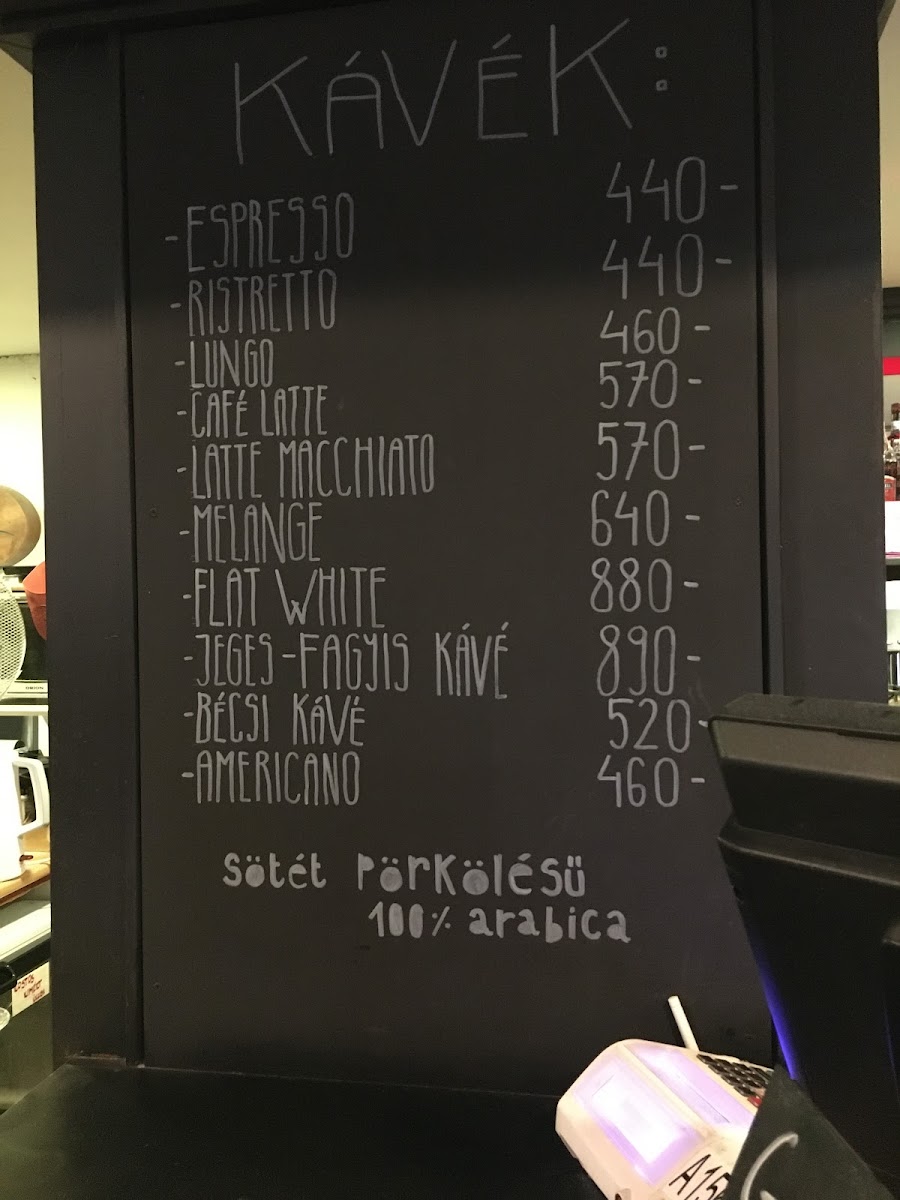 KÁVÉK:
-ESPRESSO 440-
-RISTRETTO 440-
-LUNGO 460-
-CAFÉ LATTE 570-
-LATTE MACCHIATO 570-
-MELANGE 640-
-FLAT WHITE 880-
-JEGES-FAGYIS KÁVÉ 890-
-BÉCSI KÁVÉ 520-
-AMERICANO 460-
Sötét PörKölésű
100% arabica